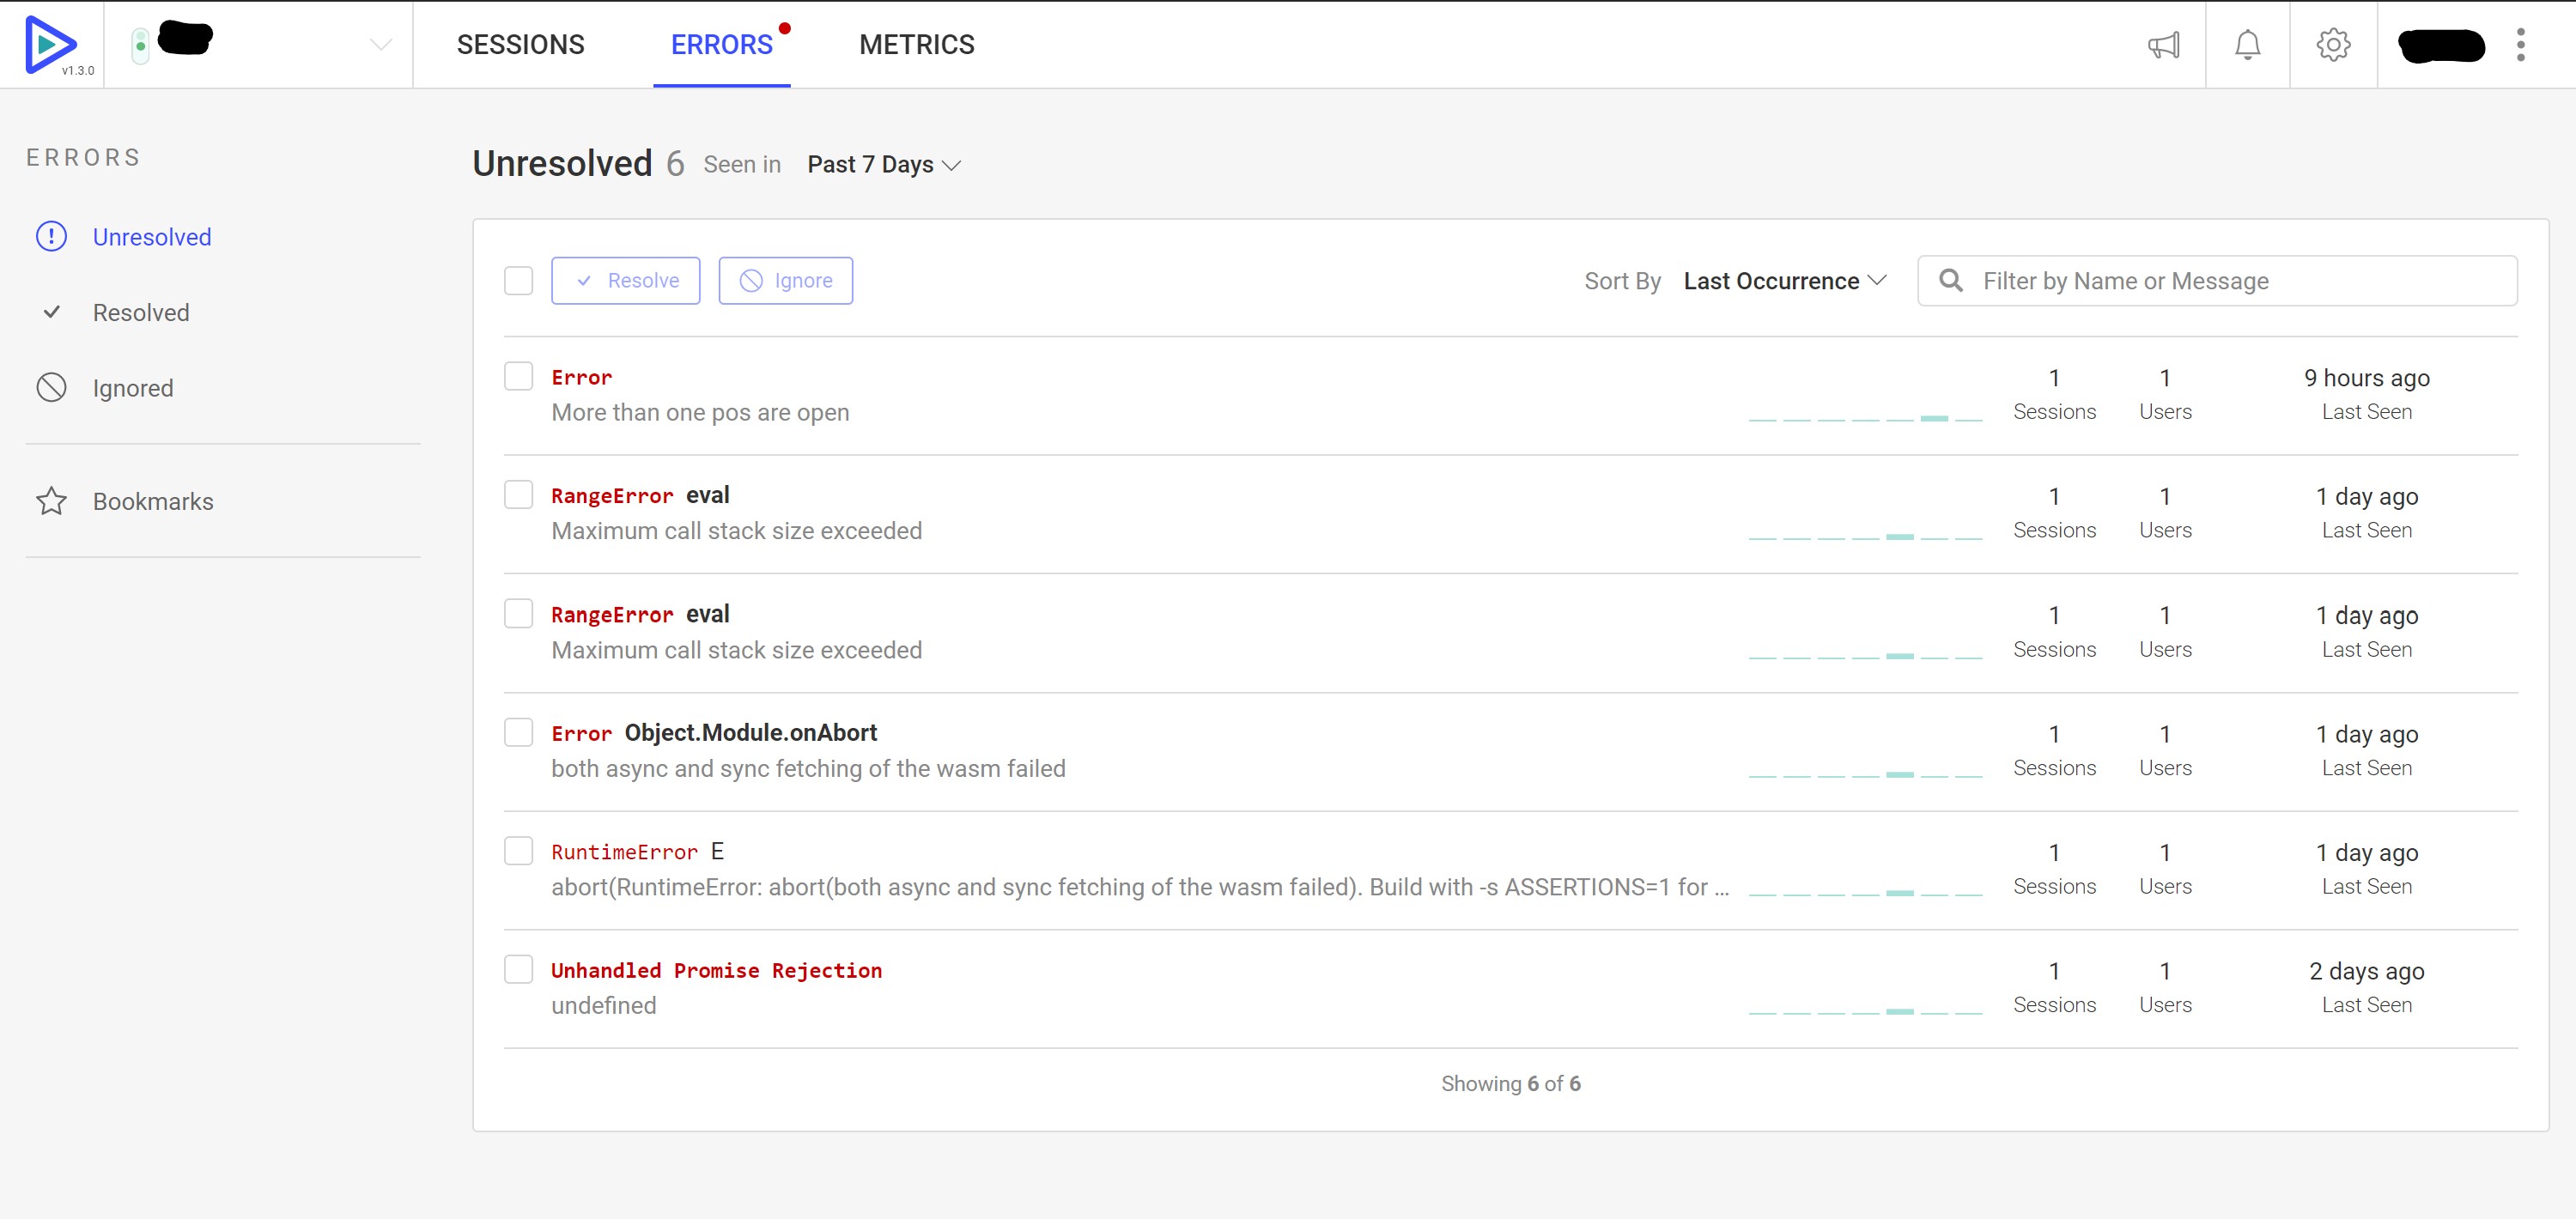 v1.3.0
SESSIONS
ERRORS
METRICS
ERRORS
Unresolved
Resolved
Ignored
Bookmarks
Unresolved 6 Seen in Past 7 Days
Resolve Ignore Sort By Last Occurrence Filter by Name or Message
Error
More than one pos are open
1 Sessions
1 Users
9 hours ago
Last Seen
RangeError eval
Maximum call stack size exceeded
1 Sessions
1 Users
1 day ago
Last Seen
RangeError eval
Maximum call stack size exceeded
1 Sessions
1 Users
1 day ago
Last Seen
Error Object.Module.onAbort
both async and sync fetching of the wasm failed
1 Sessions
1 Users
1 day ago
Last Seen
RuntimeError E
abort(RuntimeError: abort(both async and sync fetching of the wasm failed). Build with -s ASSERTIONS=1 for ...
1 Sessions
1 Users
1 day ago
Last Seen
Unhandled Promise Rejection
undefined
1 Sessions
1 Users
2 days ago
Last Seen
Showing 6 of 6